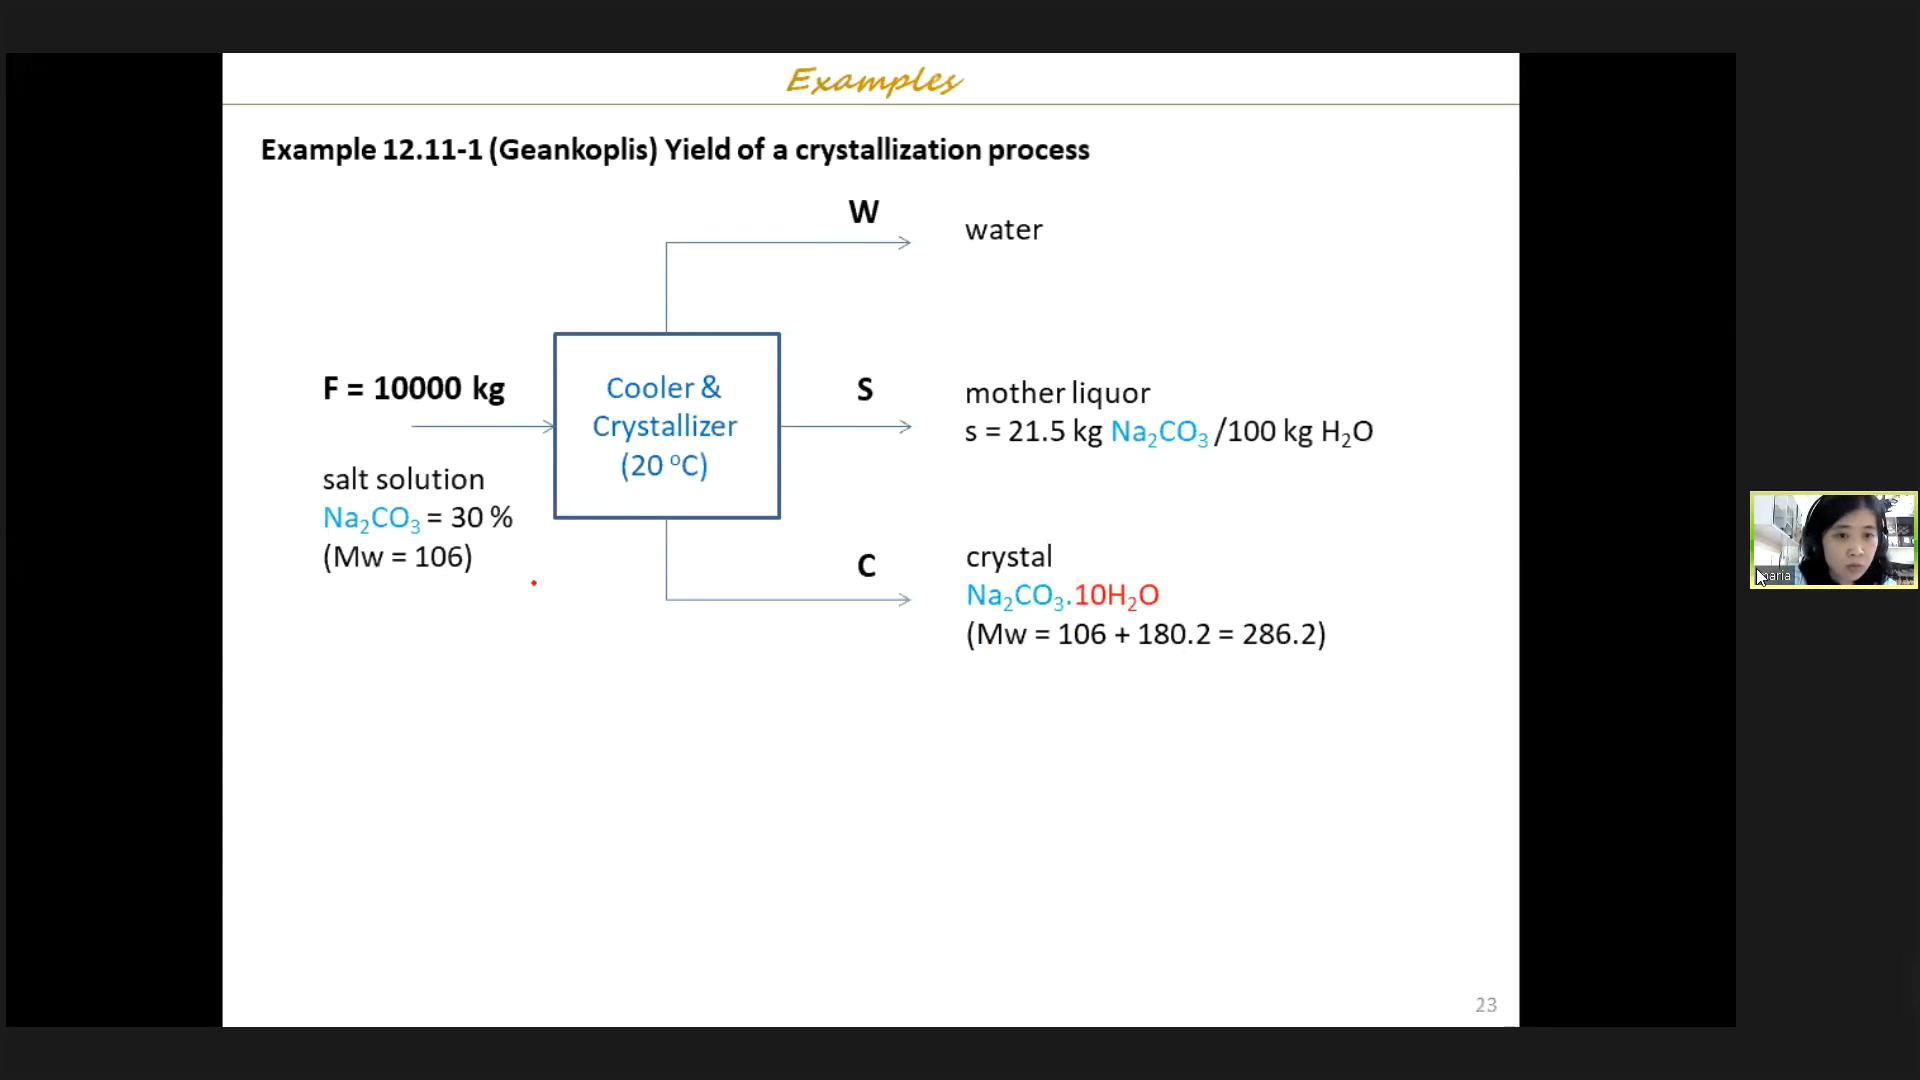 Examples
Example 12.11-1 (Geankoplis) Yield of a crystallization process
W
water
F = 10000 kg
Cooler &
Crystallizer
(20 ºC)
S
mother liquor
s = 21.5 kg Na₂CO₃ /100 kg H₂O
salt solution
Na₂CO₃ = 30 %
(Mw = 106)
C
crystal
Na₂CO₃.10H₂O
(Mw = 106 + 180.2 = 286.2)
23